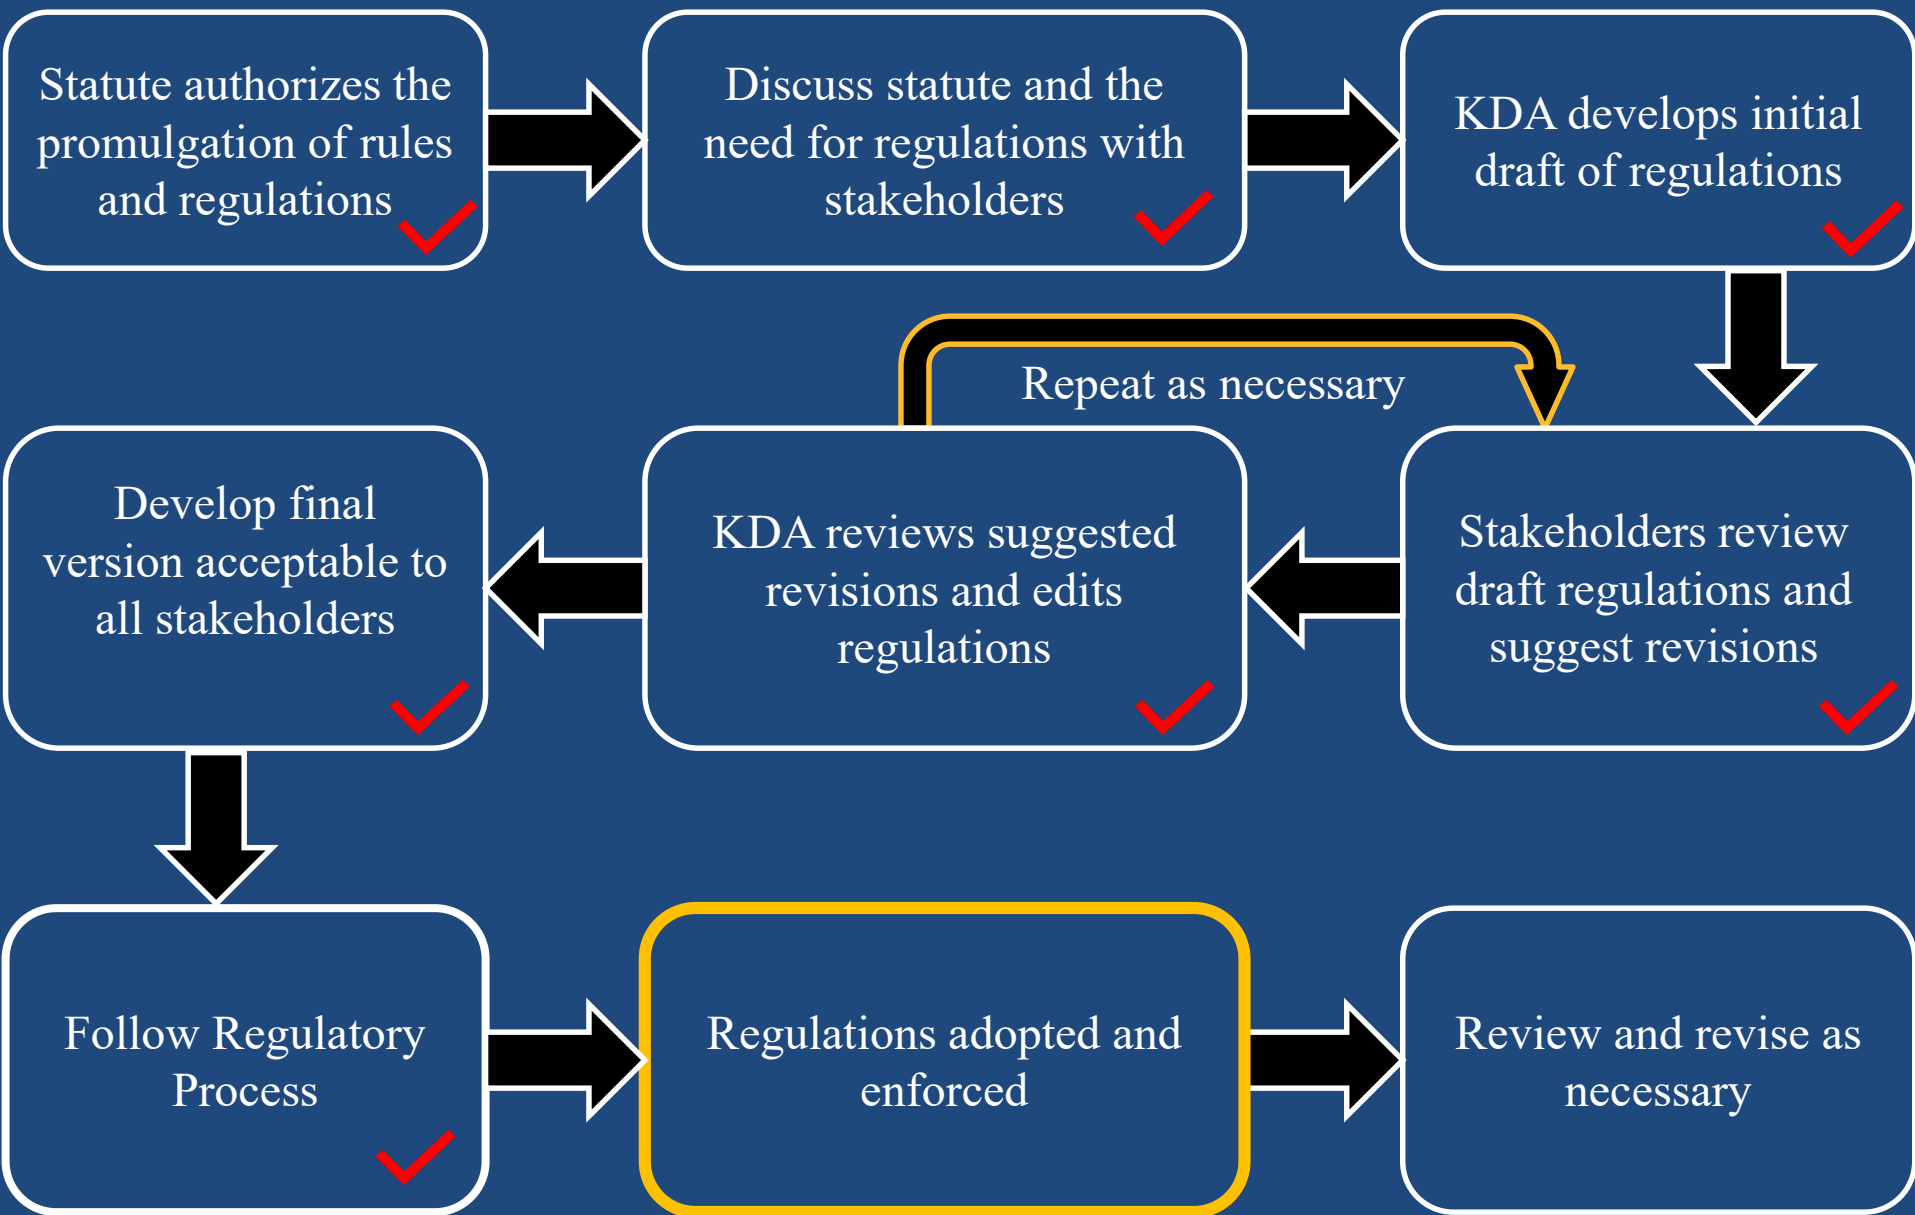 Statute authorizes the
promulgation of rules
and regulations
Discuss statute and the
need for regulations with
stakeholders
KDA develops initial
draft of regulations
Repeat as necessary
Stakeholders review
draft regulations and
suggest revisions
KDA reviews suggested
revisions and edits
regulations
Develop final
version acceptable to
all stakeholders
Follow Regulatory
Process
Regulations adopted and
enforced
Review and revise as
necessary